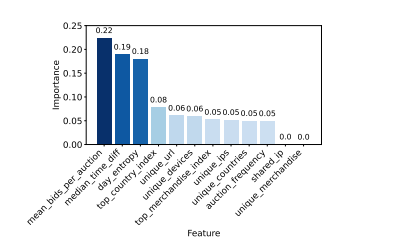 0.25
0.20
0.15
0.10
0.05
0.00
Importance
0.22
0.19
0.18
0.08
0.06
0.06
0.05
0.05
0.05
0.05
0.0
0.0
mean_bids_per_auction
median_time_diff
day_entropy
top_country_index
unique_url
unique_devices
top_merchandise_index
unique_ips
unique_countries
auction_frequency
shared_ip
unique_merchandise
Feature